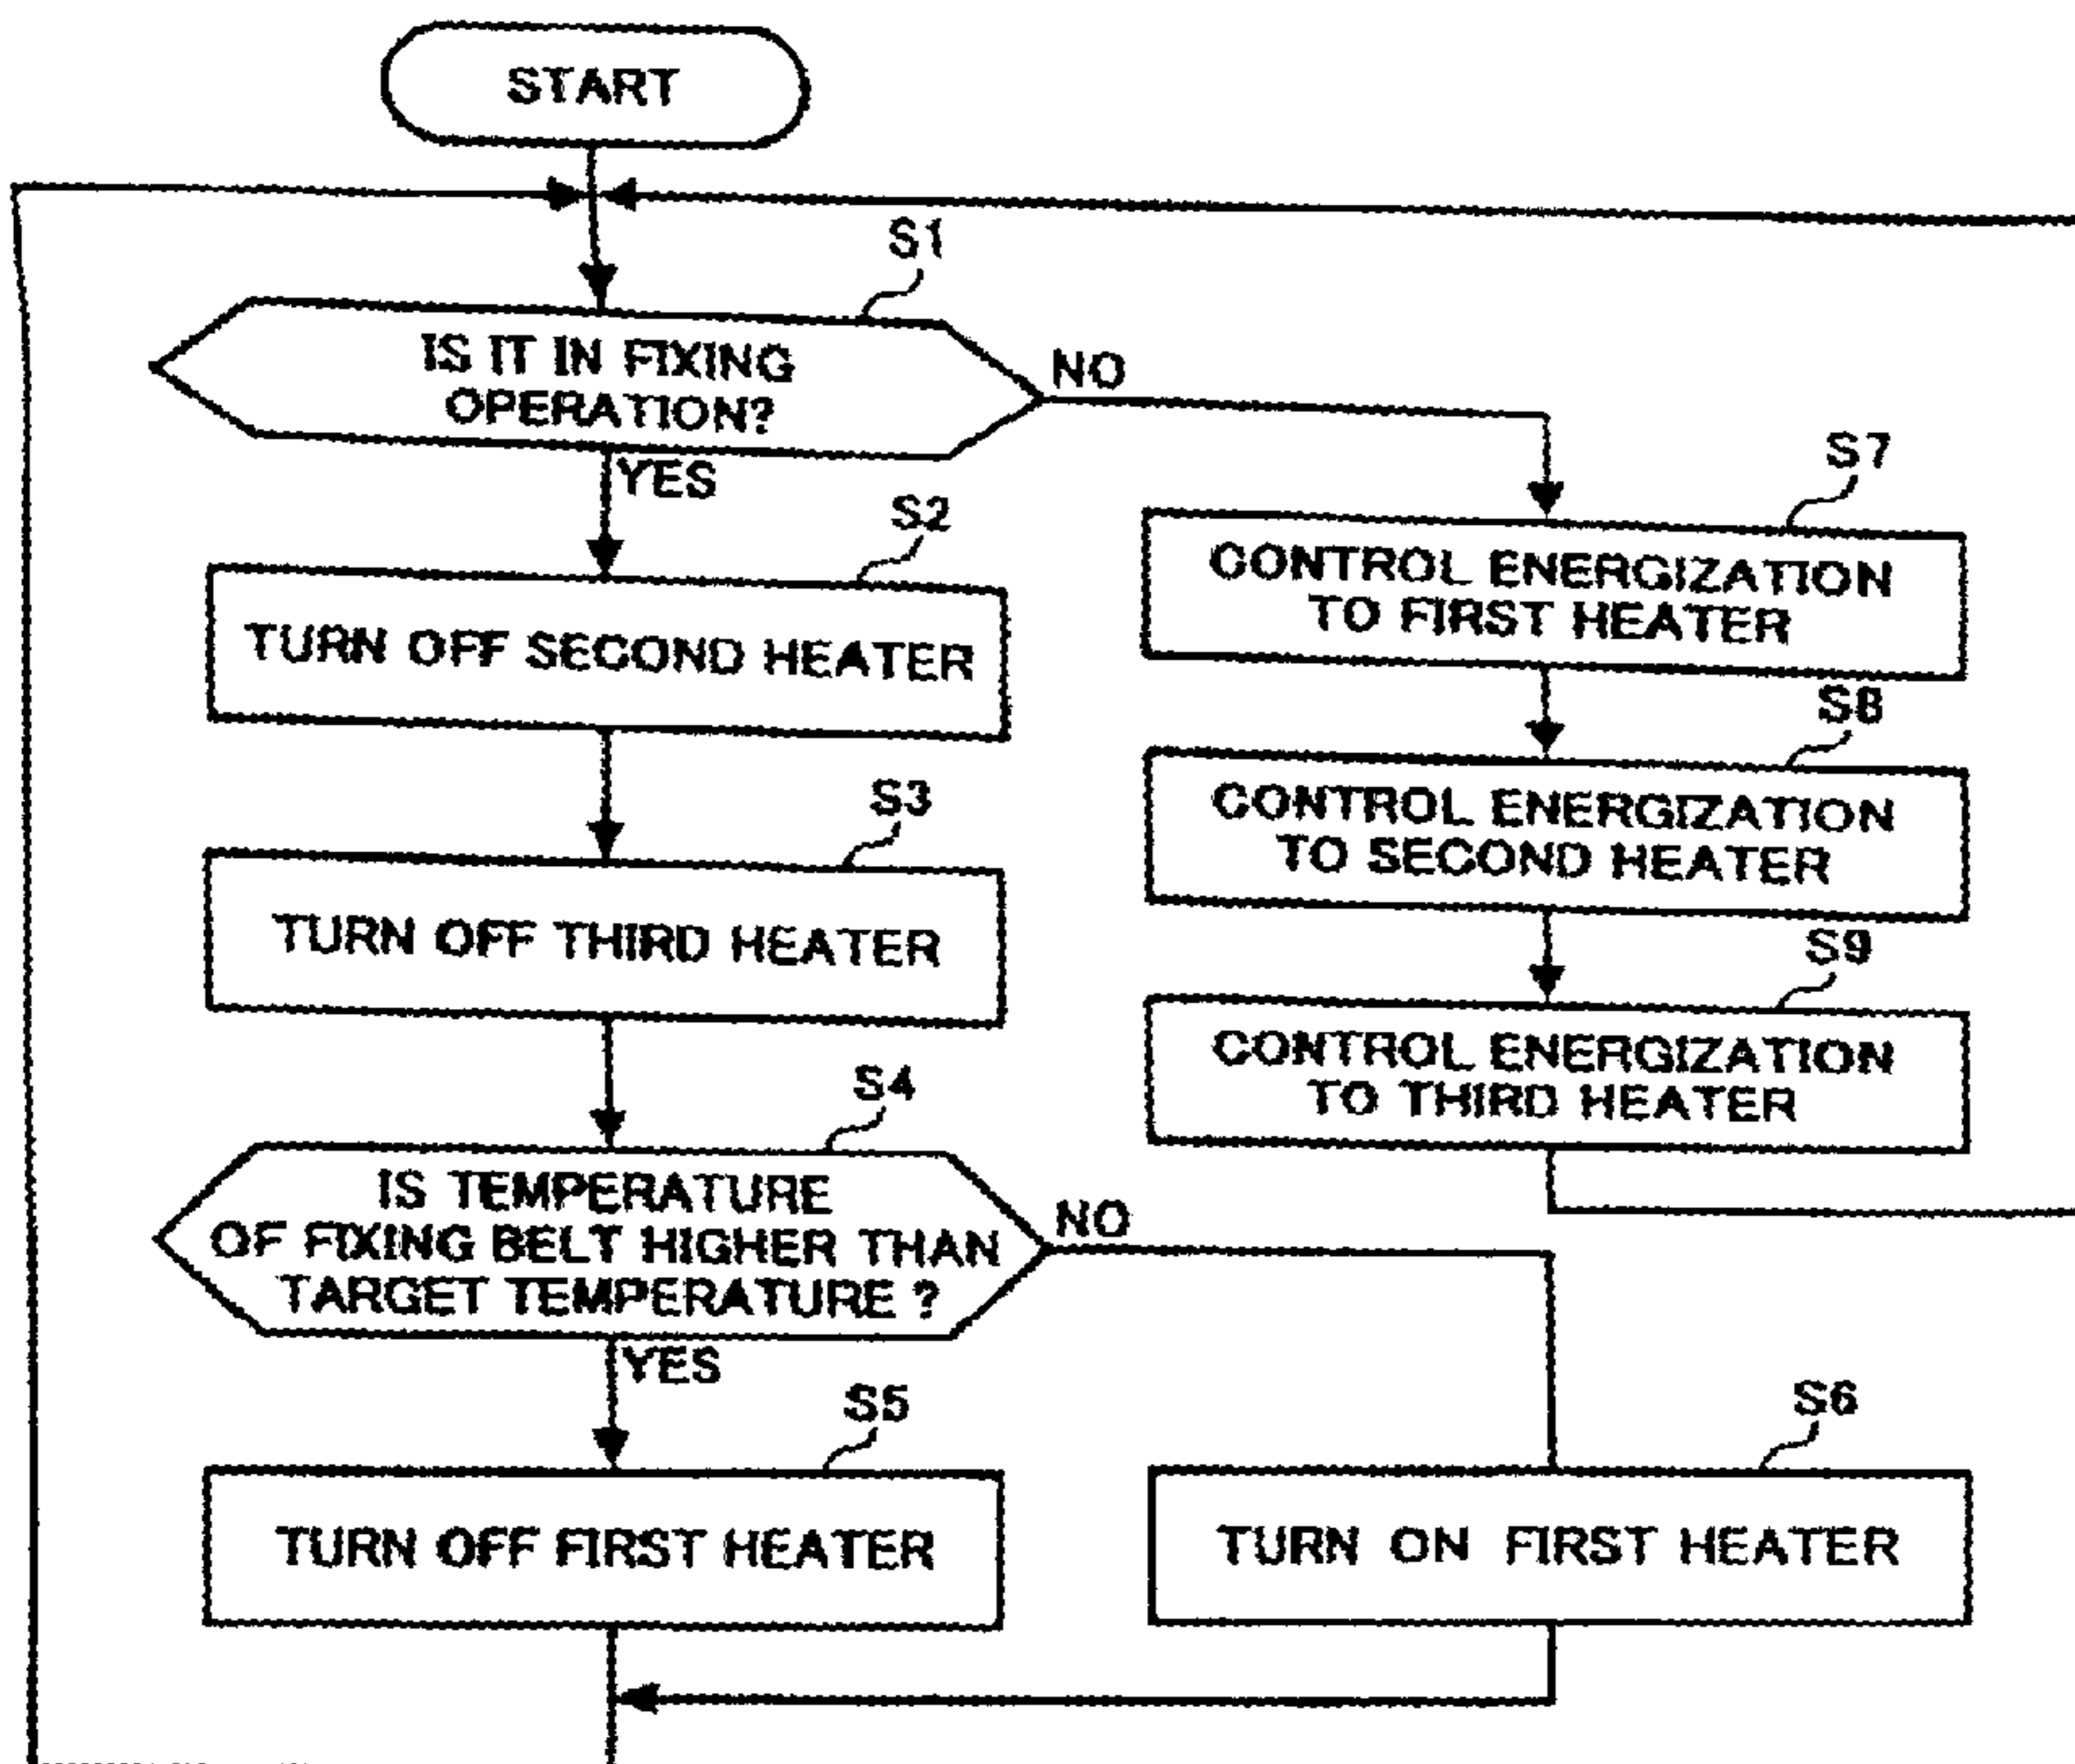 START
S1
IS IT IN FIXING
OPERATION?
NO
YES
S2
TURN OFF SECOND HEATER
S3
TURN OFF THIRD HEATER
S4
IS TEMPERATURE
OF FIXING BELT HIGHER THAN
TARGET TEMPERATURE ?
NO
YES
S5
TURN OFF FIRST HEATER
S6
TURN ON FIRST HEATER
S7
CONTROL ENERGIZATION
TO FIRST HEATER
S8
CONTROL ENERGIZATION
TO SECOND HEATER
S9
CONTROL ENERGIZATION
TO THIRD HEATER